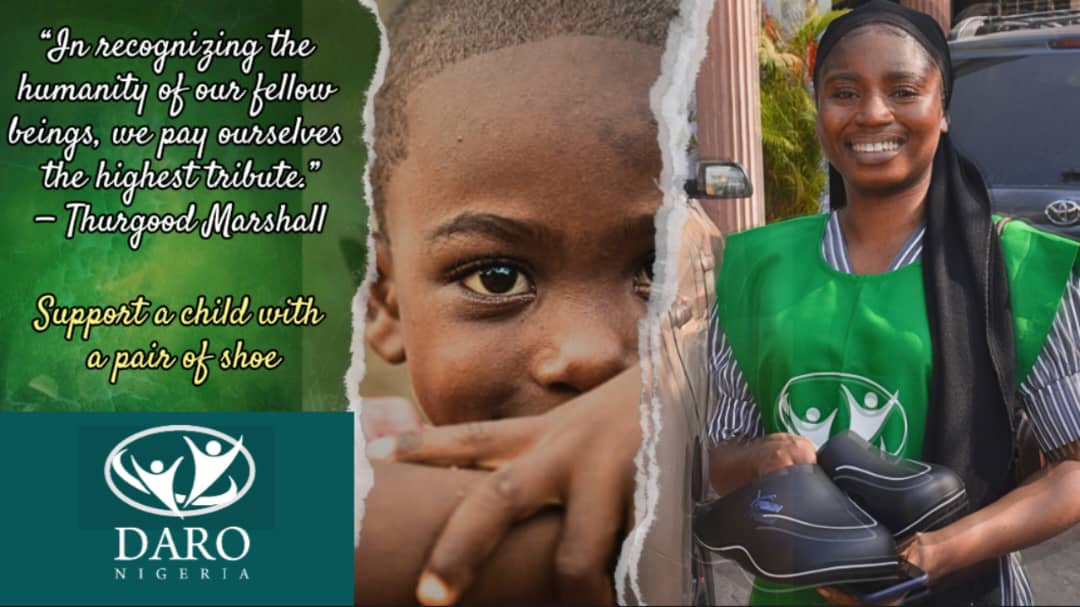 “In recognizing the
humanity of our fellow
beings, we pay ourselves
the highest tribute.”
— Thurgood Marshall
Support a child with
a pair of shoe
DARO
NIGERIA